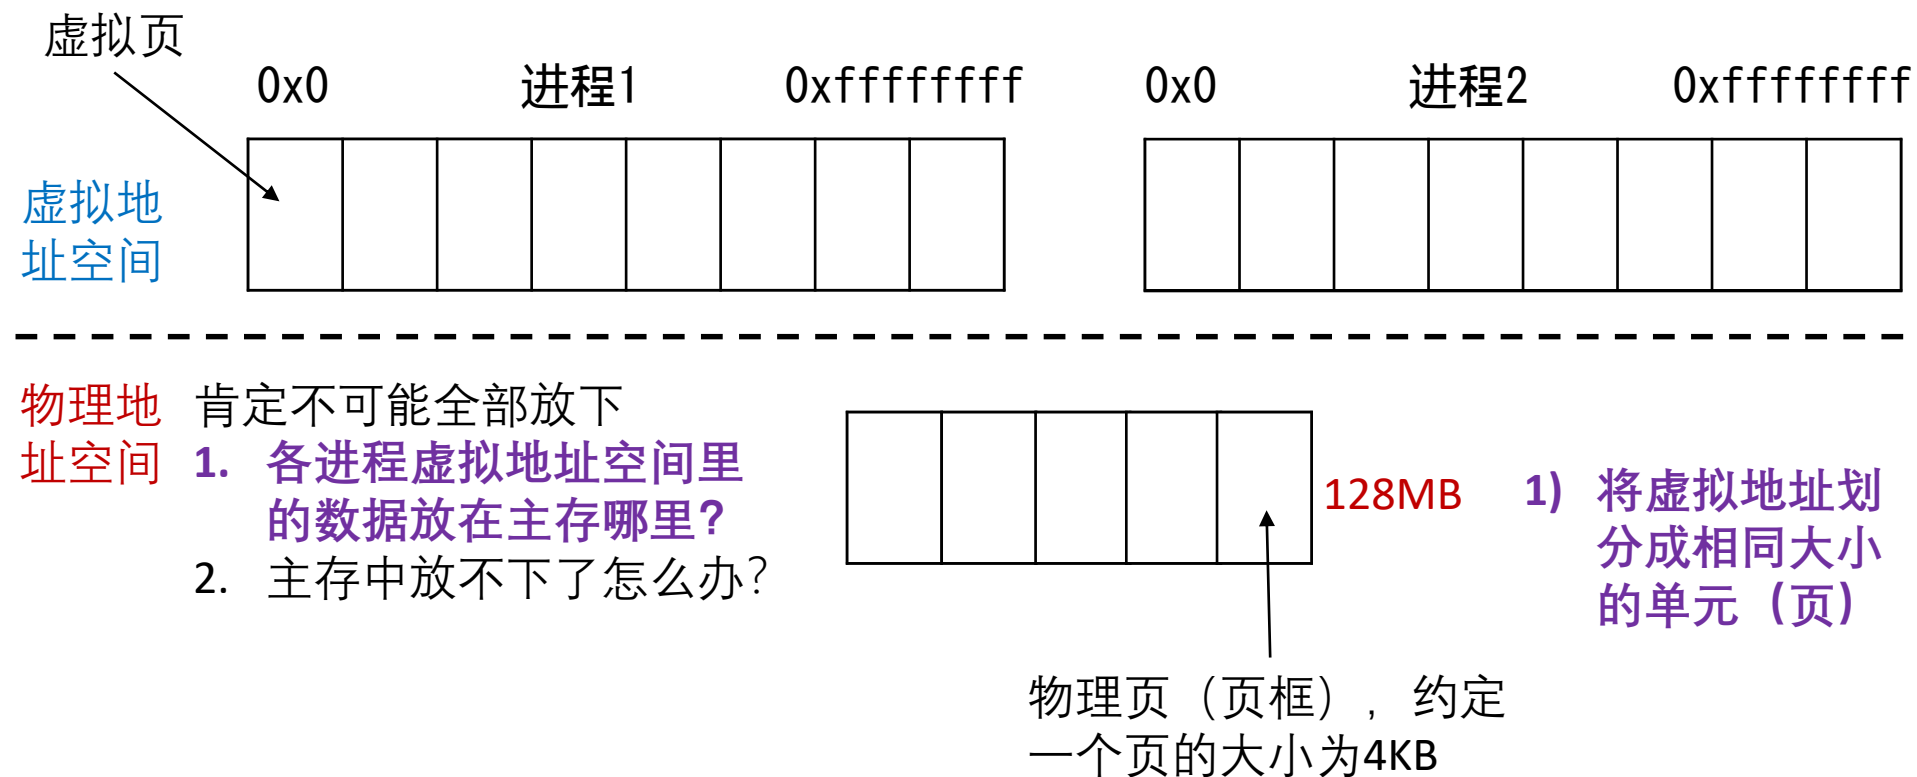 虚拟页
0x0 进程1 0xffffffff 0x0 进程2 0xffffffff
虚拟地
址空间
物理地
址空间
肯定不可能全部放下
1. 各进程虚拟地址空间里
的数据放在主存哪里?
2. 主存中放不下了怎么办?
128MB
1) 将虚拟地址划
分成相同大小
的单元（页）
物理页（页框）, 约定
一个页的大小为4KB